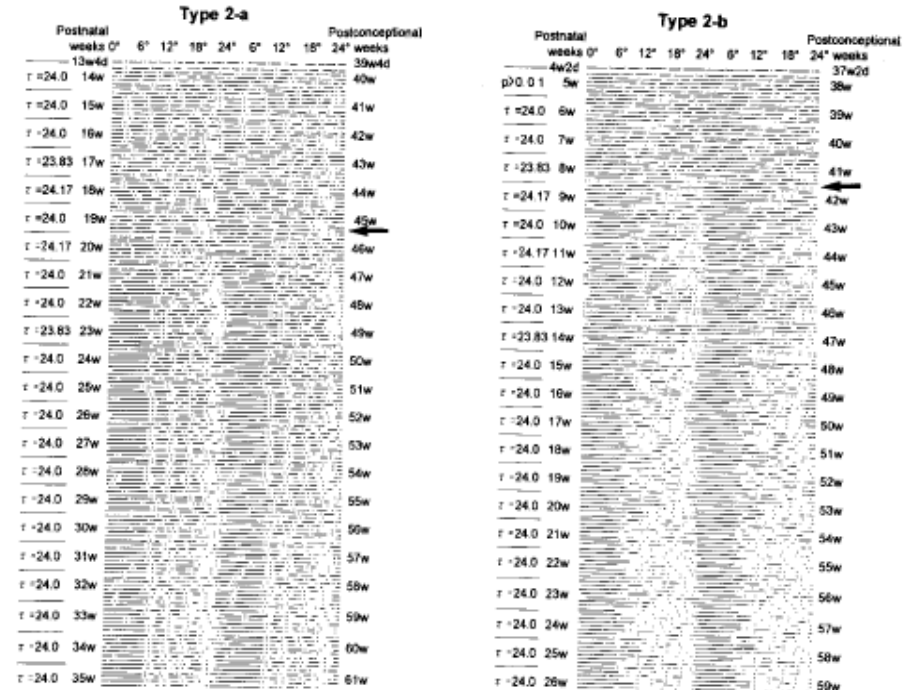 Type 2-a
Postnatal weeks 0° 6° 12° 18° 24° 6° 12° 18° 24° Postconceptional weeks
13w4d 39w4d
τ =24.0 14w 40w
τ =24.0 15w 41w
τ =24.0 16w 42w
τ =23.83 17w 43w
τ =24.17 18w 44w
τ =24.0 19w 45w
τ =24.17 20w 46w
τ =24.0 21w 47w
τ =24.0 22w 48w
τ =23.83 23w 49w
τ =24.0 24w 50w
τ =24.0 25w 51w
τ =24.0 26w 52w
τ =24.0 27w 53w
τ =24.0 28w 54w
τ =24.0 29w 55w
τ =24.0 30w 56w
τ =24.0 31w 57w
τ =24.0 32w 58w
τ =24.0 33w 59w
τ =24.0 34w 60w
τ =24.0 35w 61w
Type 2-b
Postnatal weeks 0° 6° 12° 18° 24° 6° 12° 18° 24° Postconceptional weeks
4w2d 37w2d
p>0.01 5w 38w
τ =24.0 6w 39w
τ =24.0 7w 40w
τ =23.83 8w 41w
τ =24.17 9w 42w
τ =24.0 10w 43w
τ =24.17 11w 44w
τ =24.0 12w 45w
τ =24.0 13w 46w
τ =23.83 14w 47w
τ =24.0 15w 48w
τ =24.0 16w 49w
τ =24.0 17w 50w
τ =24.0 18w 51w
τ =24.0 19w 52w
τ =24.0 20w 53w
τ =24.0 21w 54w
τ =24.0 22w 55w
τ =24.0 23w 56w
τ =24.0 24w 57w
τ =24.0 25w 58w
τ =24.0 26w 59w